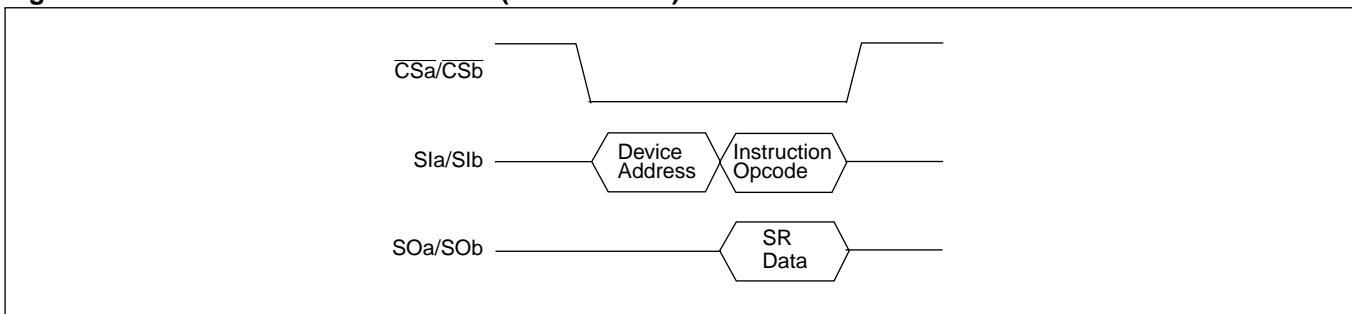 CSa/CSb
SIa/SIb
Device
Address
Instruction
Opcode
SOa/SOb
SR
Data